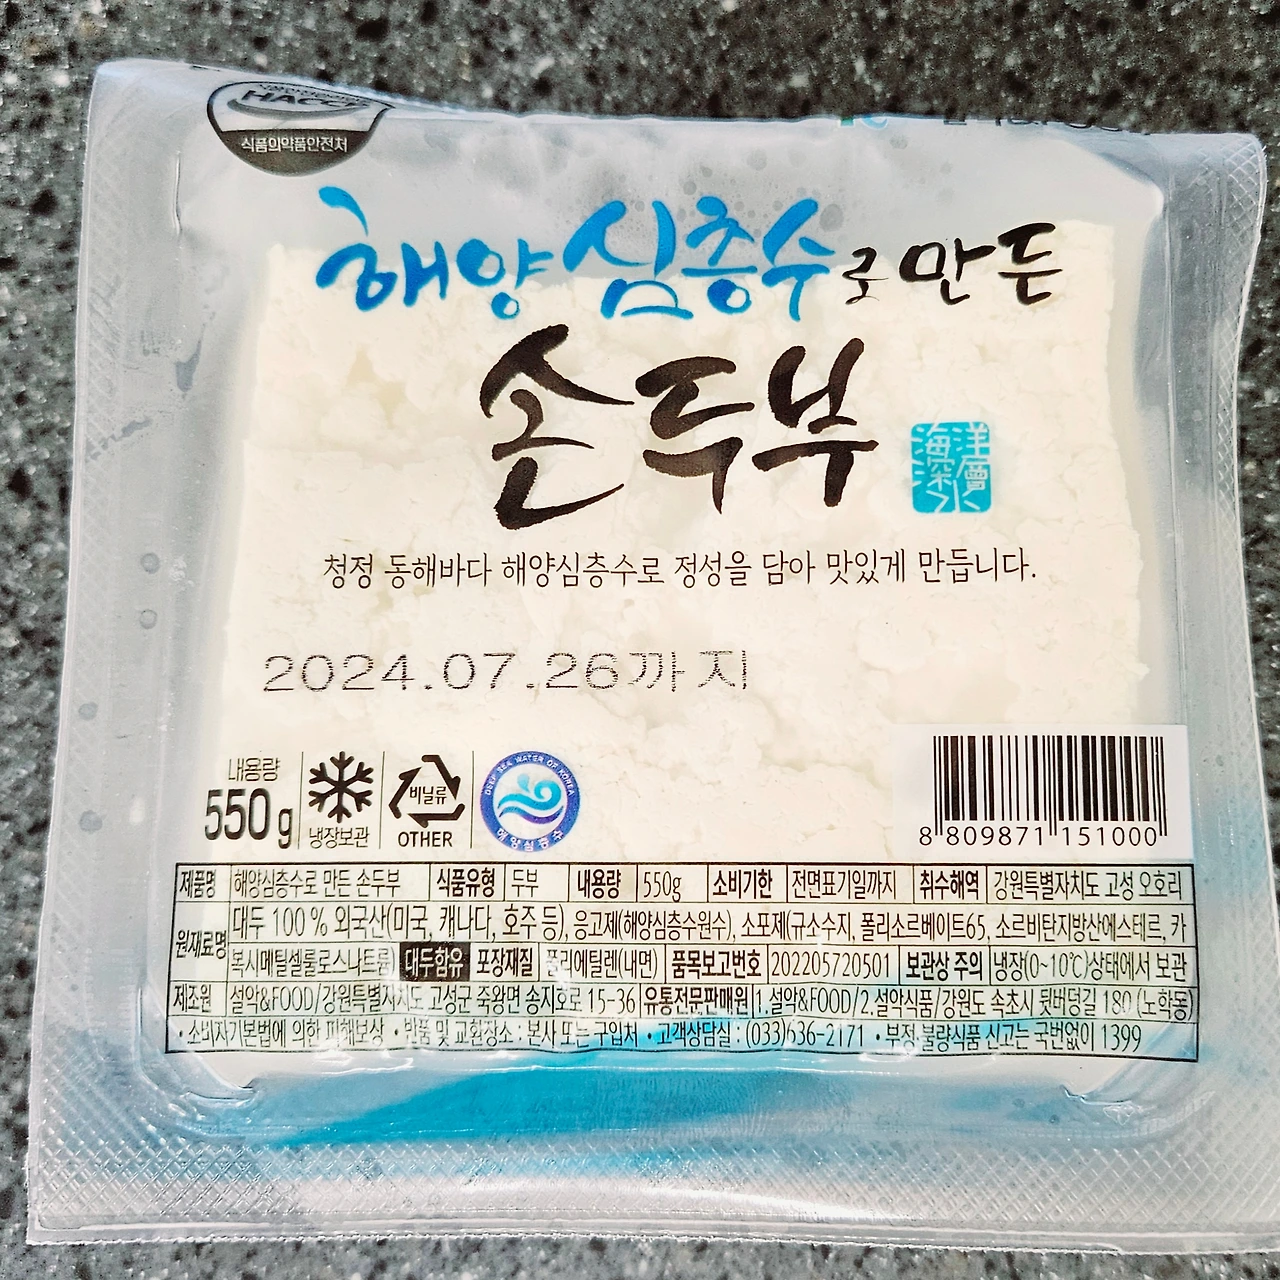 HACCP
식품의약품안전처
해양심층수로 만든
손두부
海洋
深層
水
청정 동해바다 해양심층수로 정성을 담아 맛있게 만듭니다.
2024.07.26까지
내용량
550g
냉장보관
비닐류
OTHER
DEEP SEA WATER OF KOREA
해양심층수
8 809871 151000
제품명 해양심층수로 만든 손두부 식품유형 두부 내용량 550g 소비기한 전면표기일까지 취수해역 강원특별자치도 고성 오호리
원재료명 대두 100 % 외국산(미국, 캐나다, 호주 등), 응고제(해양심층수원수), 소포제(규소수지, 폴리소르베이트65, 소르비탄지방산에스테르, 카
복시메틸셀룰로스나트륨) 대두함유 포장재질 폴리에틸렌(내면) 품목보고번호 202205720501 보관상 주의 냉장(0~10℃)상태에서 보관
제조원 설악&FOOD/강원특별자치도 고성군 죽왕면 송지호로 15-36 유통전문판매원 1.설악&FOOD/2.설악식품/강원도 속초시 뒷버덩길 180 (노학동)
•소비자기본법에 의한 피해보상 •반품 및 교환장소 : 본사 또는 구입처 •고객상담실 : (033)636-2171 •부정·불량식품 신고는 국번없이 1399